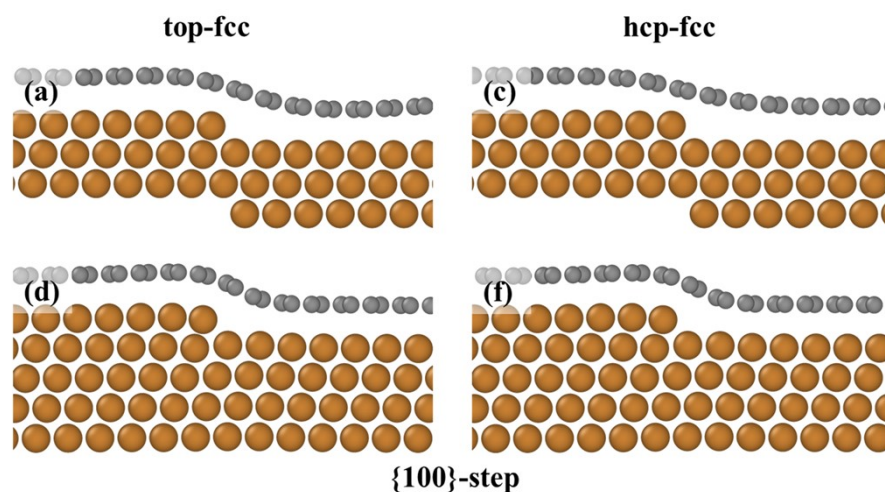 top-fcc
hcp-fcc
(a)
(c)
(d)
(f)
{100}-step